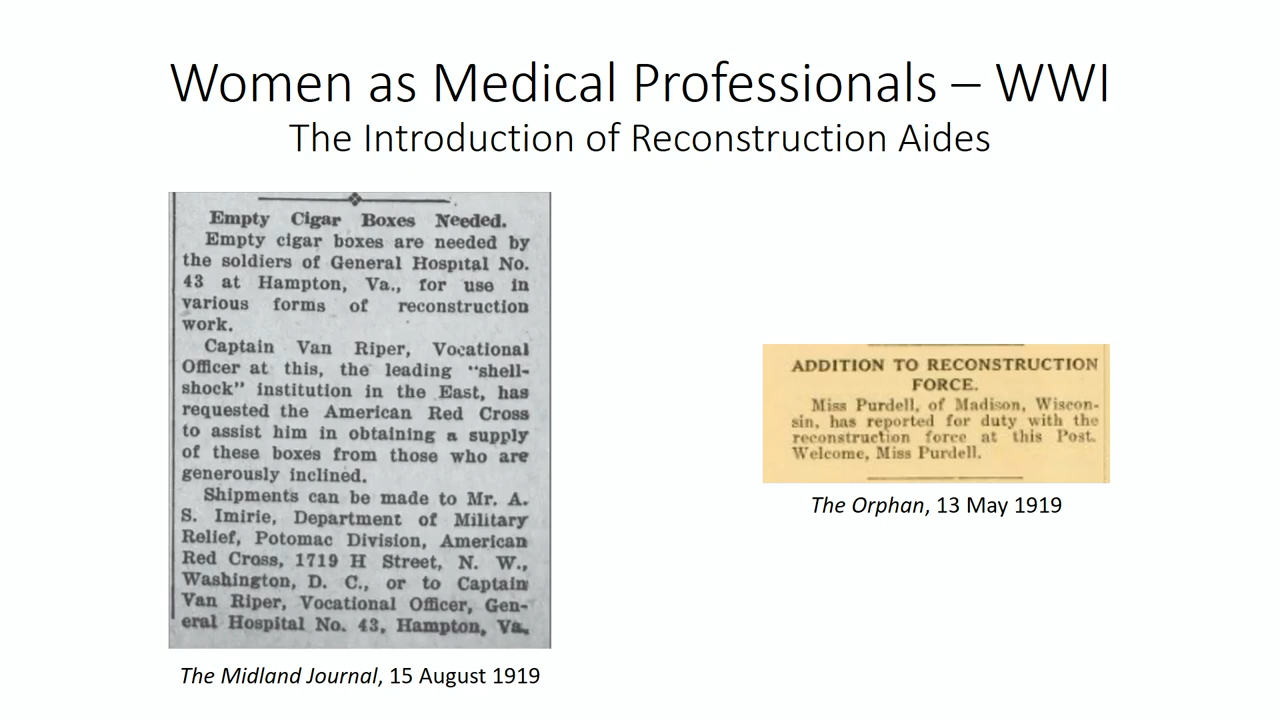 Women as Medical Professionals – WWI
The Introduction of Reconstruction Aides
Empty Cigar Boxes Needed.
Empty cigar boxes are needed by
the soldiers of General Hospital No.
43 at Hampton, Va., for use in
various forms of reconstruction
work.
Captain Van Riper, Vocational
Officer at this, the leading "shell-
shock" institution in the East, has
requested the American Red Cross
to assist him in obtaining a supply
of these boxes from those who are
generously inclined.
Shipments can be made to Mr. A.
S. Imirie, Department of Military
Relief, Potomac Division, American
Red Cross, 1719 H Street, N. W.,
Washington, D. C., or to Captain
Van Riper, Vocational Officer, Gen-
eral Hospital No. 43, Hampton, Va.
The Midland Journal, 15 August 1919
ADDITION TO RECONSTRUCTION
FORCE.
Miss Purdell, of Madison, Wiscon-
sin, has reported for duty with the
reconstruction force at this Post.
Welcome, Miss Purdell.
The Orphan, 13 May 1919